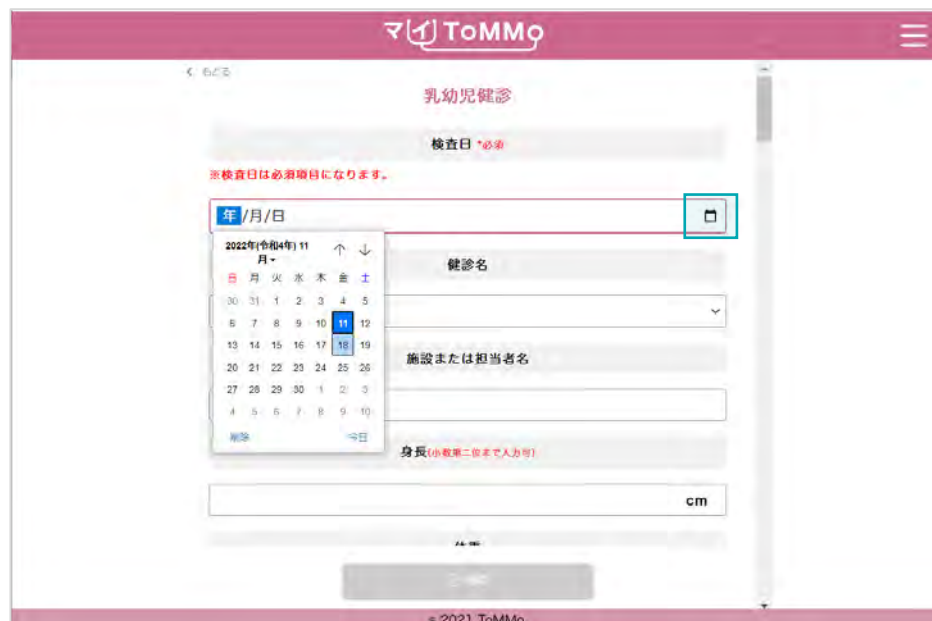 マイ ToMMo
もどる
乳幼児健診
検査日 *必須
※検査日は必須項目になります。
年/月/日
2022年(令和4年) 11月
日 月 火 水 木 金 土
30 31 1 2 3 4 5
6 7 8 9 10 11 12
13 14 15 16 17 18 19
20 21 22 23 24 25 26
27 28 29 30 1 2 3
4 5 6 7 8 9 10
削除 今日
健診名
施設または担当者名
身長(小数第二位まで入力可)
cm
© 2021 ToMMo